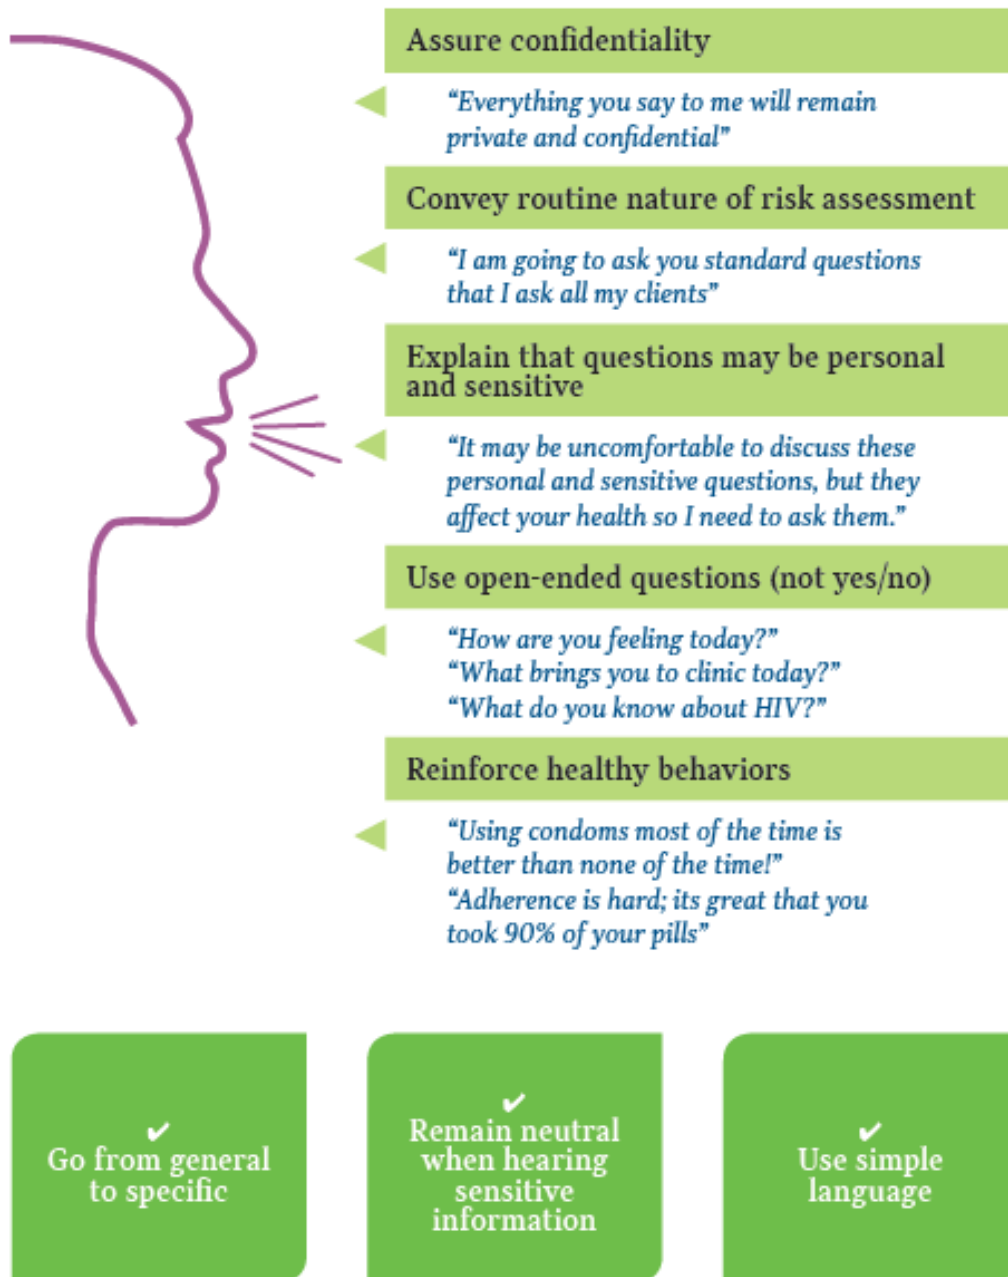 Assure confidentiality
“Everything you say to me will remain
private and confidential”
Convey routine nature of risk assessment
“I am going to ask you standard questions
that I ask all my clients”
Explain that questions may be personal
and sensitive
“It may be uncomfortable to discuss these
personal and sensitive questions, but they
affect your health so I need to ask them.”
Use open-ended questions (not yes/no)
“How are you feeling today?”
“What brings you to clinic today?”
“What do you know about HIV?”
Reinforce healthy behaviors
“Using condoms most of the time is
better than none of the time!”
“Adherence is hard; its great that you
took 90% of your pills”
✔
Go from general
to specific
✔
Remain neutral
when hearing
sensitive
information
✔
Use simple
language